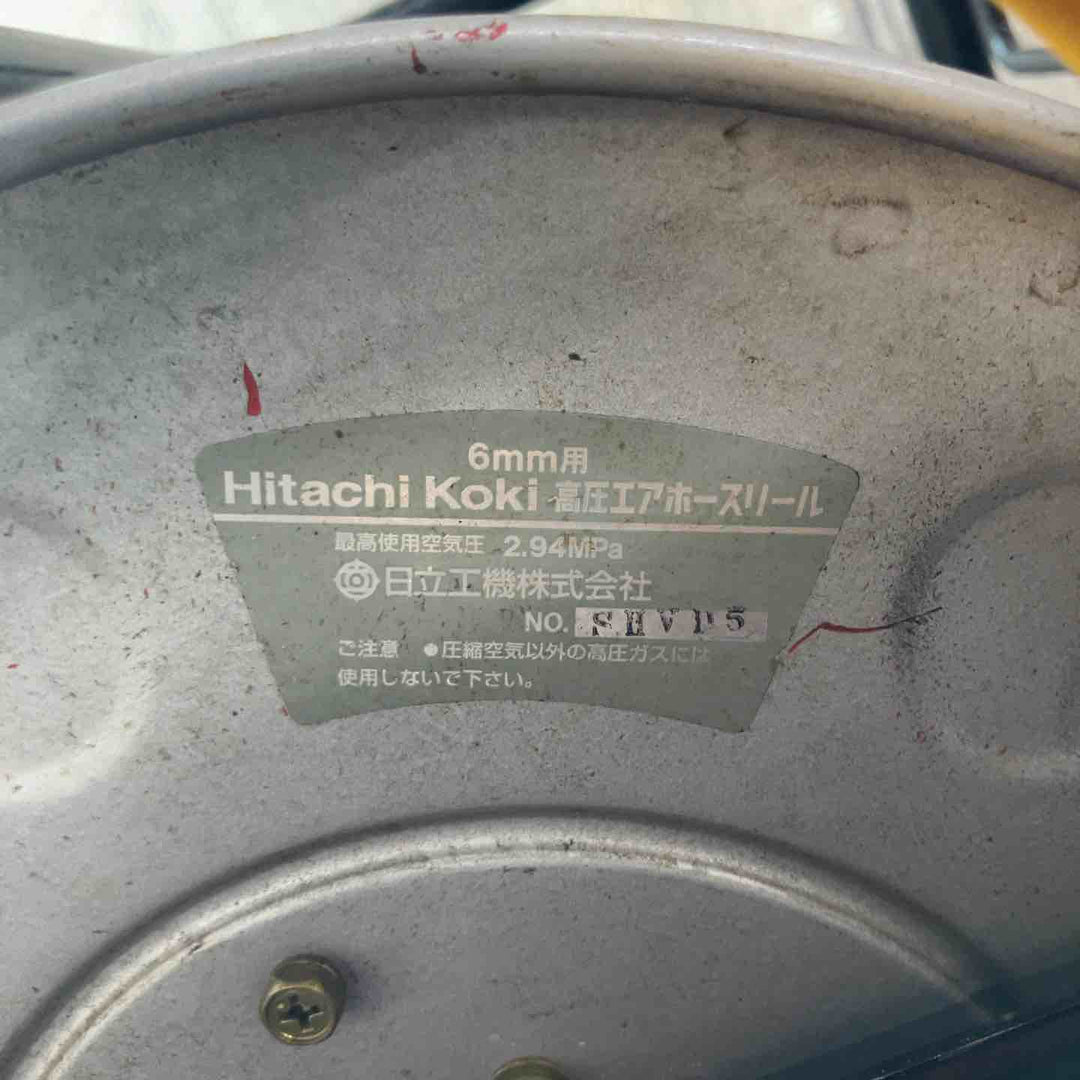 6mm用
Hitachi Koki 高圧エアホースリール
最高使用空気圧 2.94MPa
日立工機株式会社
NO. SHVD5
ご注意 ●圧縮空気以外の高圧ガスには
使用しないで下さい。